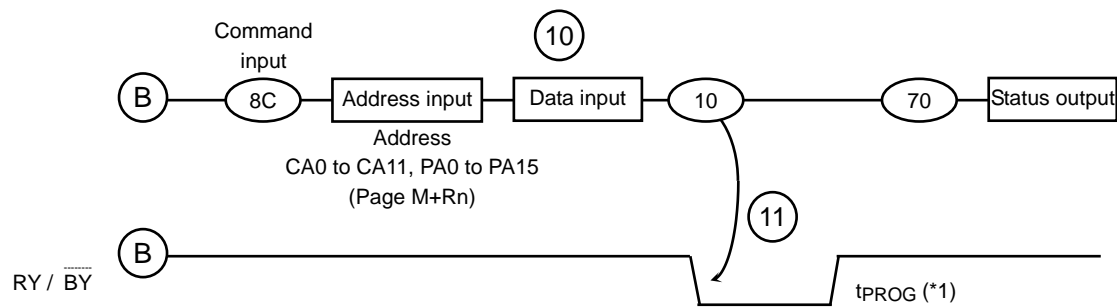 10
Command
input
B
8C
Address input
Data input
10
70
Status output
Address
CA0 to CA11, PA0 to PA15
(Page M+Rn)
11
B
RY / BY
tPROG (*1)